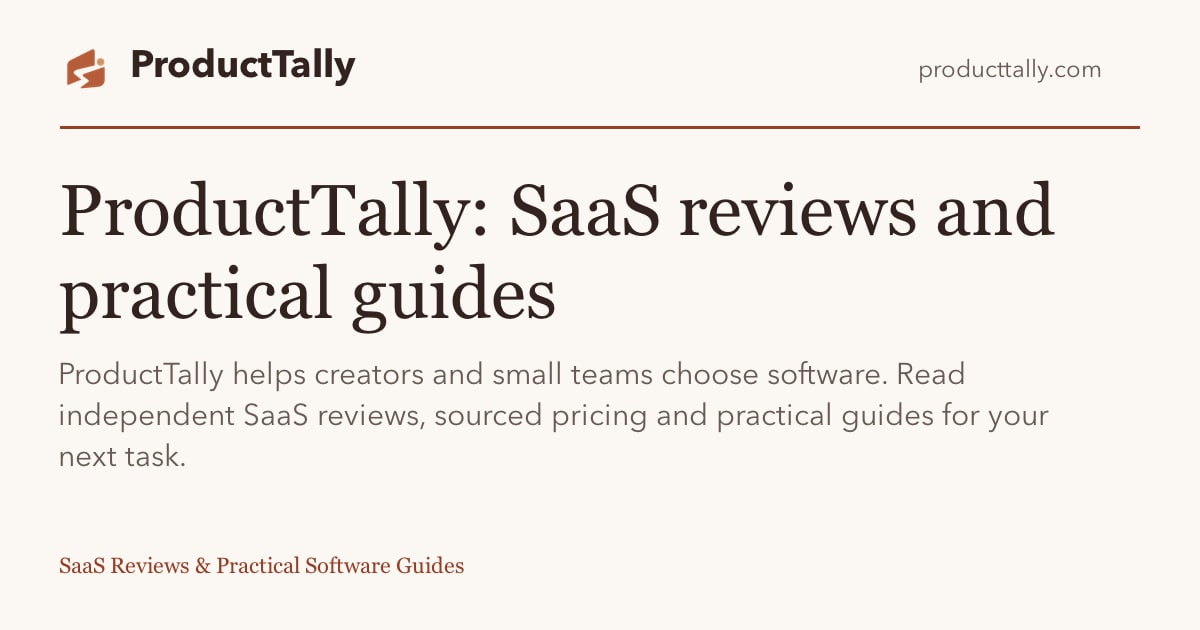 ProductTally
producttally.com
ProductTally: SaaS reviews and
practical guides
ProductTally helps creators and small teams choose software. Read
independent SaaS reviews, sourced pricing and practical guides for your
next task.
SaaS Reviews & Practical Software Guides